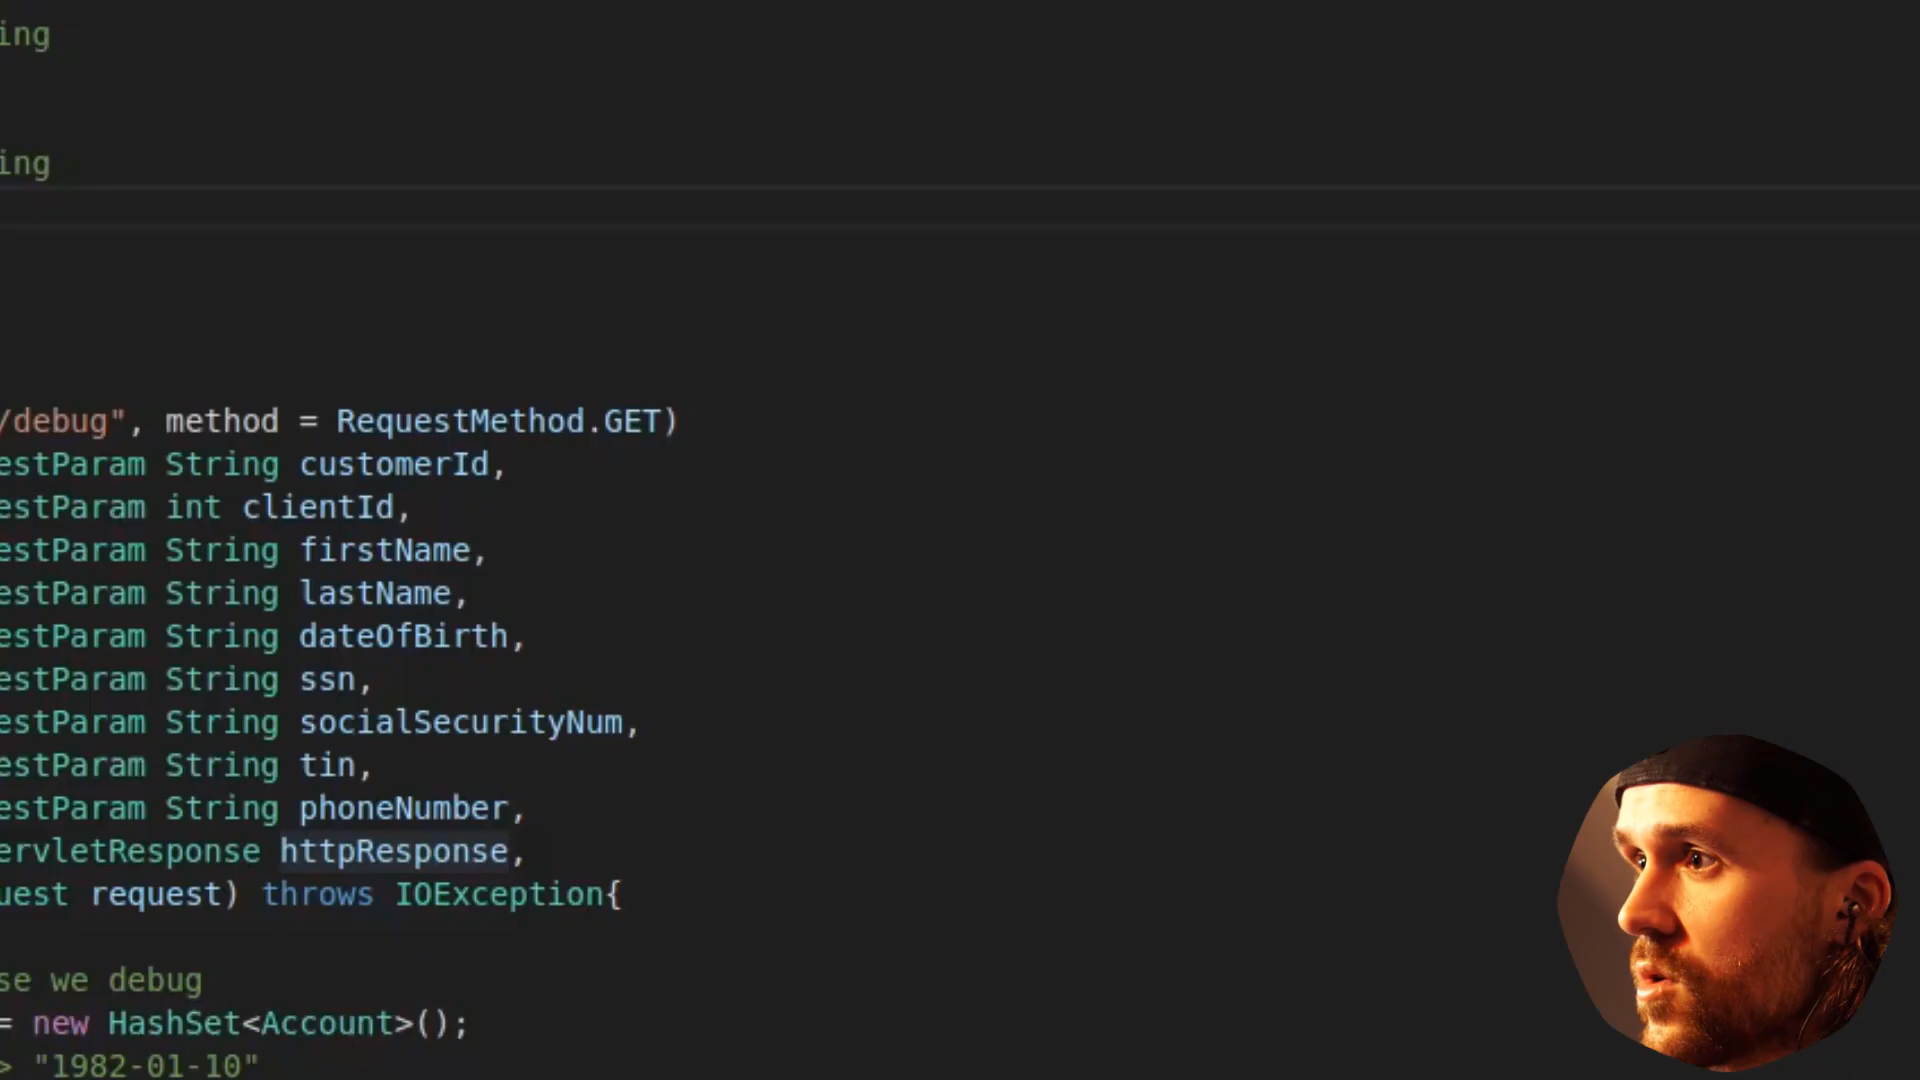 ing
ing
/debug", method = RequestMethod.GET)
estParam String customerId,
estParam int clientId,
estParam String firstName,
estParam String lastName,
estParam String dateOfBirth,
estParam String ssn,
estParam String socialSecurityNum,
estParam String tin,
estParam String phoneNumber,
ervletResponse httpResponse,
uest request) throws IOException{
se we debug
= new HashSet<Account>();
> "1982-01-10"